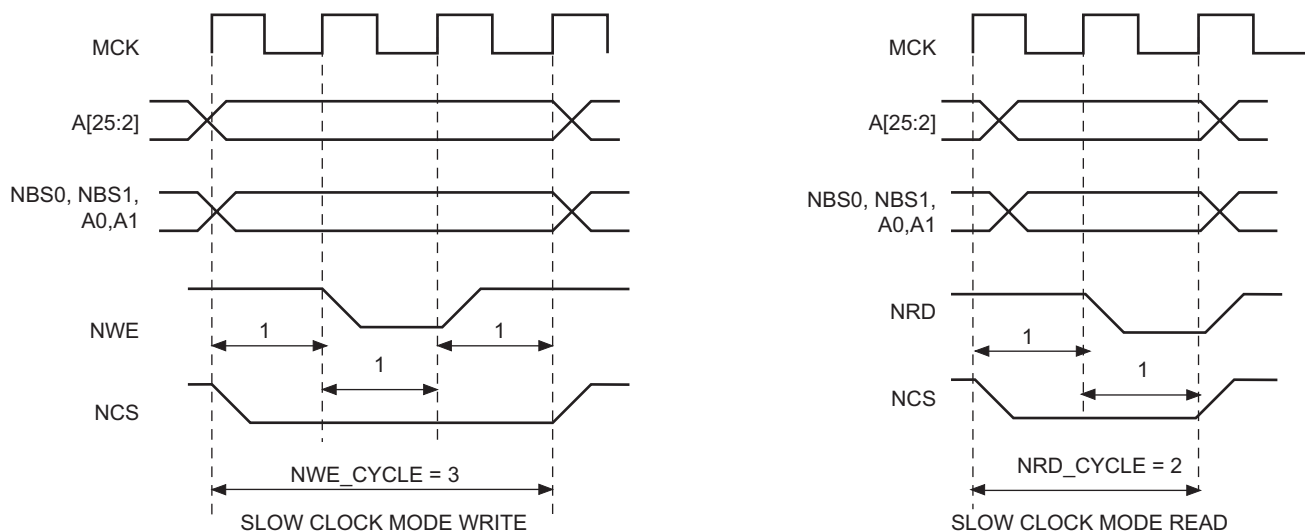 MCK
A[25:2]
NBS0, NBS1,
A0,A1
NWE
1
1
1
NCS
NWE_CYCLE = 3
SLOW CLOCK MODE WRITE
MCK
A[25:2]
NBS0, NBS1,
A0,A1
NRD
1
1
NCS
NRD_CYCLE = 2
SLOW CLOCK MODE READ